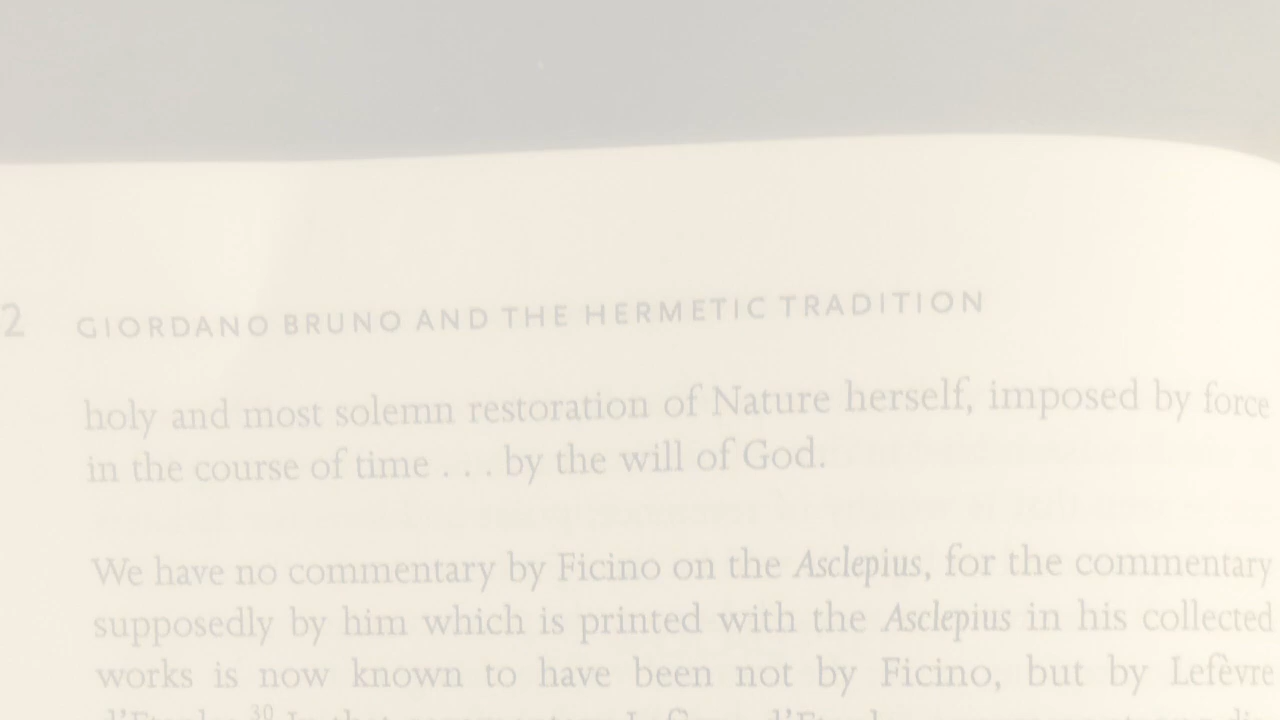 2 GIORDANO BRUNO AND THE HERMETIC TRADITION
holy and most solemn restoration of Nature herself, imposed by force
in the course of time . . . by the will of God.
We have no commentary by Ficino on the Asclepius, for the commentary
supposedly by him which is printed with the Asclepius in his collected
works is now known to have been not by Ficino, but by Lefèvre